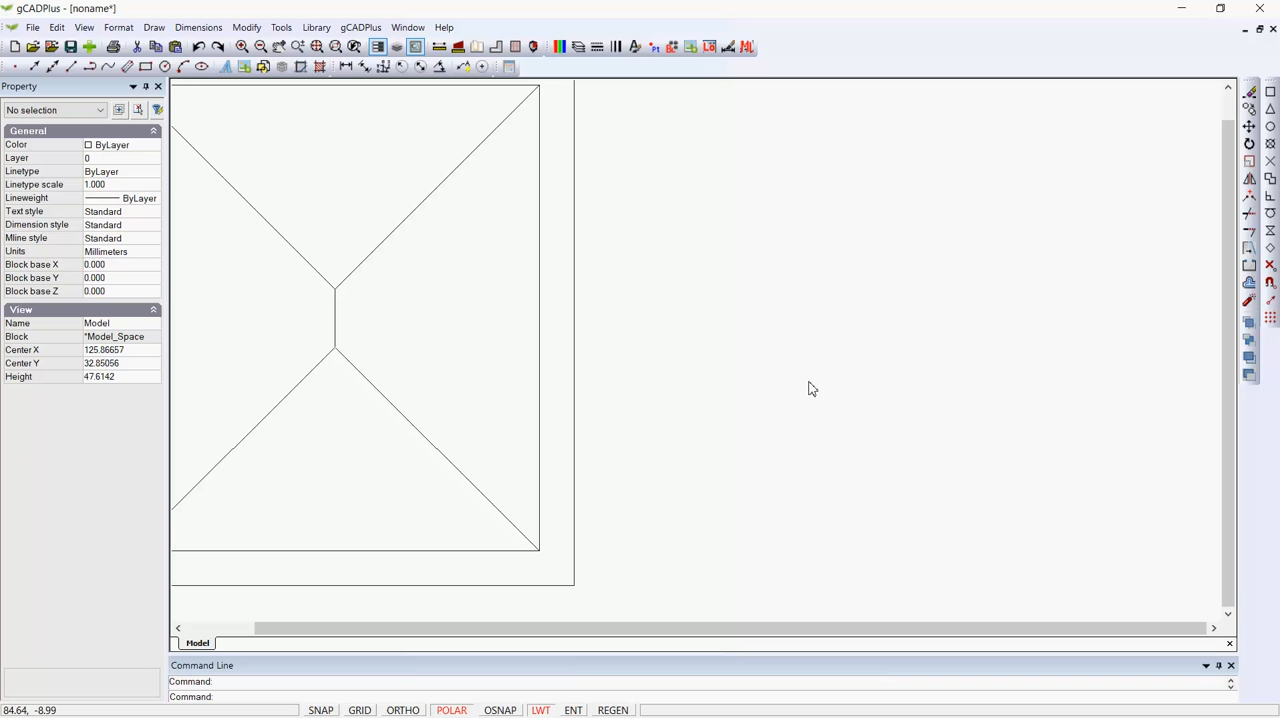 gCADPlus - [noname*]
File Edit View Format Draw Dimensions Modify Tools Library gCADPlus Window Help
Property
No selection
General
Color ByLayer
Layer 0
Linetype ByLayer
Linetype scale 1.000
Lineweight ByLayer
Text style Standard
Dimension style Standard
Mline style Standard
Units Millimeters
Block base X 0.000
Block base Y 0.000
Block base Z 0.000
View
Name Model
Block *Model_Space
Center X 125.86657
Center Y 32.85056
Height 47.6142
Model
Command Line
Command:
Command:
84.64, -8.99 SNAP GRID ORTHO POLAR OSNAP LWT ENT REGEN